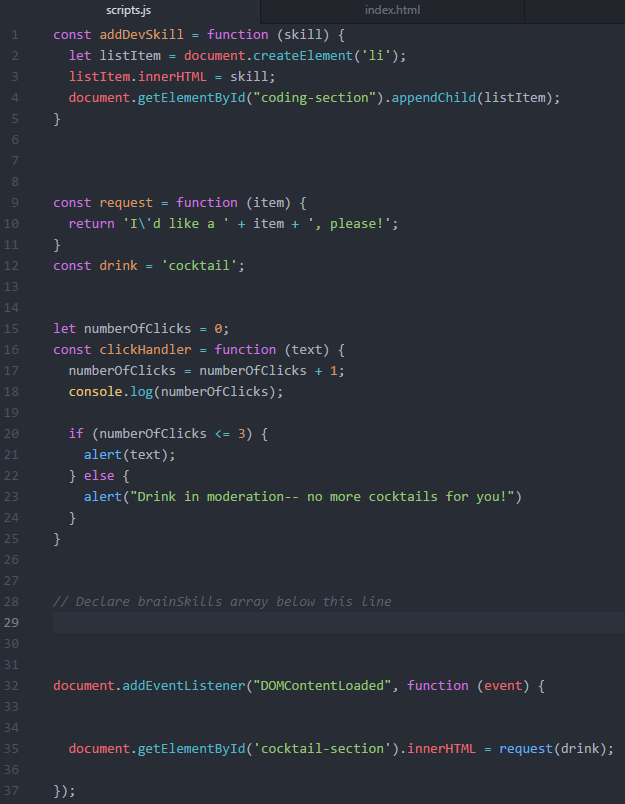 scripts.js
index.html
1 const addDevSkill = function (skill) {
2   let listItem = document.createElement('li');
3   listItem.innerHTML = skill;
4   document.getElementById("coding-section").appendChild(listItem);
5 }
6
7
8
9 const request = function (item) {
10   return 'I\'d like a ' + item + ', please!';
11 }
12 const drink = 'cocktail';
13
14
15 let numberOfClicks = 0;
16 const clickHandler = function (text) {
17   numberOfClicks = numberOfClicks + 1;
18   console.log(numberOfClicks);
19
20   if (numberOfClicks <= 3) {
21     alert(text);
22   } else {
23     alert("Drink in moderation-- no more cocktails for you!")
24   }
25 }
26
27
28 // Declare brainSkills array below this line
29
30
31
32 document.addEventListener("DOMContentLoaded", function (event) {
33
34
35   document.getElementById('cocktail-section').innerHTML = request(drink);
36
37 });